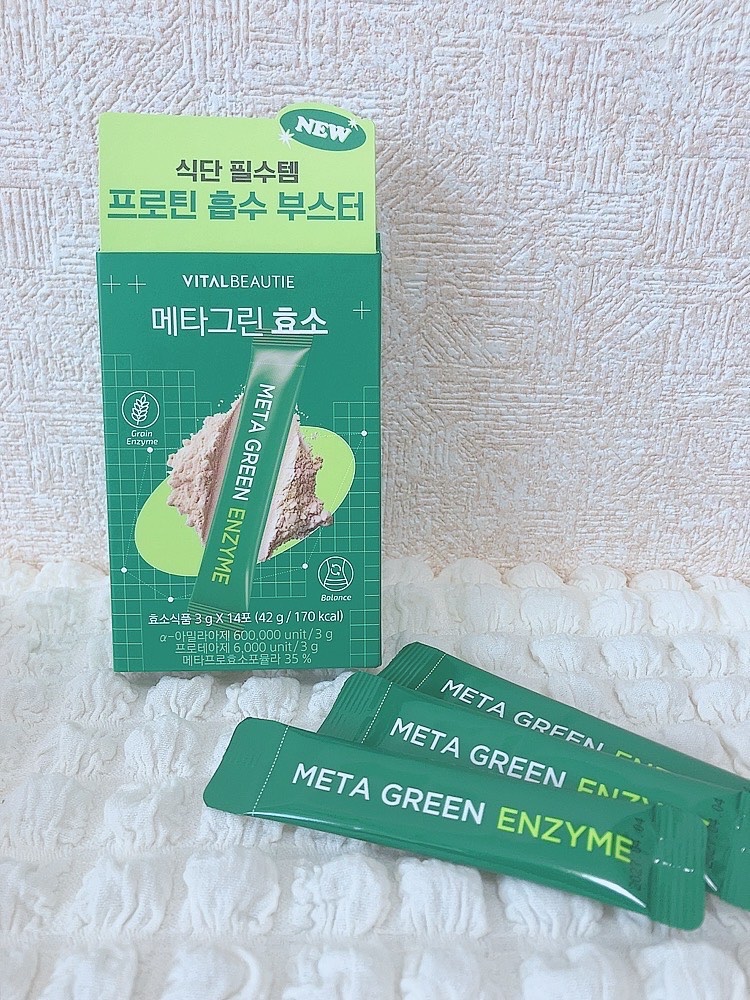 NEW
식단 필수템
프로틴 흡수 부스터
VITALBEAUTIE
메타그린 효소
Grain
Enzyme
META GREEN ENZYME
Balance
효소식품 3 g X 14포 (42 g / 170 kcal)
α-아밀라아제 600,000 unit / 3 g
프로테아제 6,000 unit / 3 g
메타프로효소포뮬라 35 %
META GREEN
META GREEN ENZYME
META GREEN ENZYME